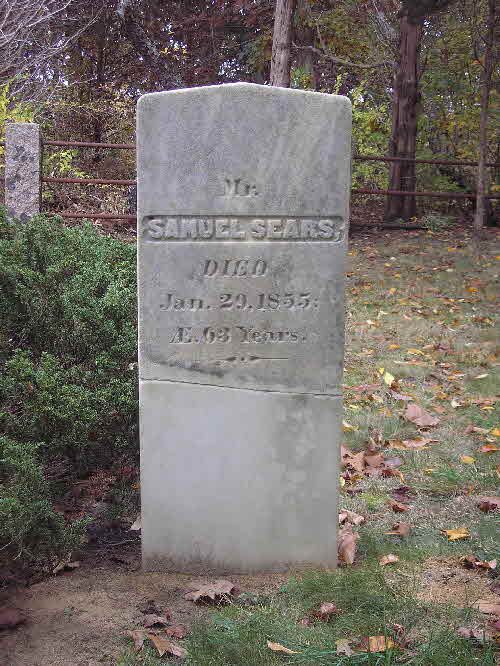 Mr.
SAMUEL SEARS,
DIED
Jan. 29, 1855:
Æ. 63 Years.